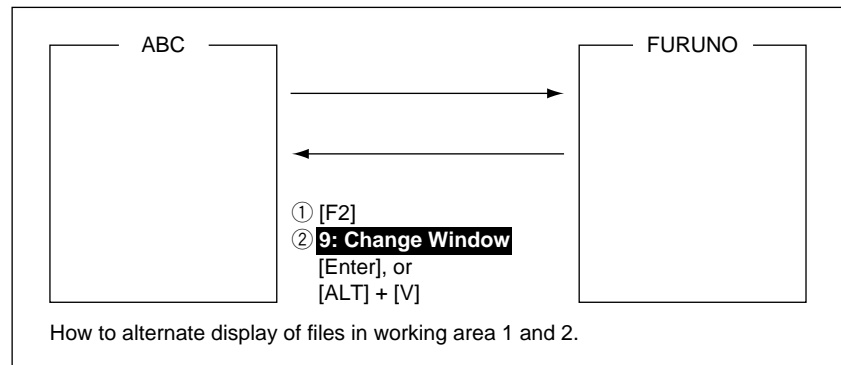 ABC
FURUNO
① [F2]
② 9: Change Window
[Enter], or
[ALT] + [V]
How to alternate display of files in working area 1 and 2.